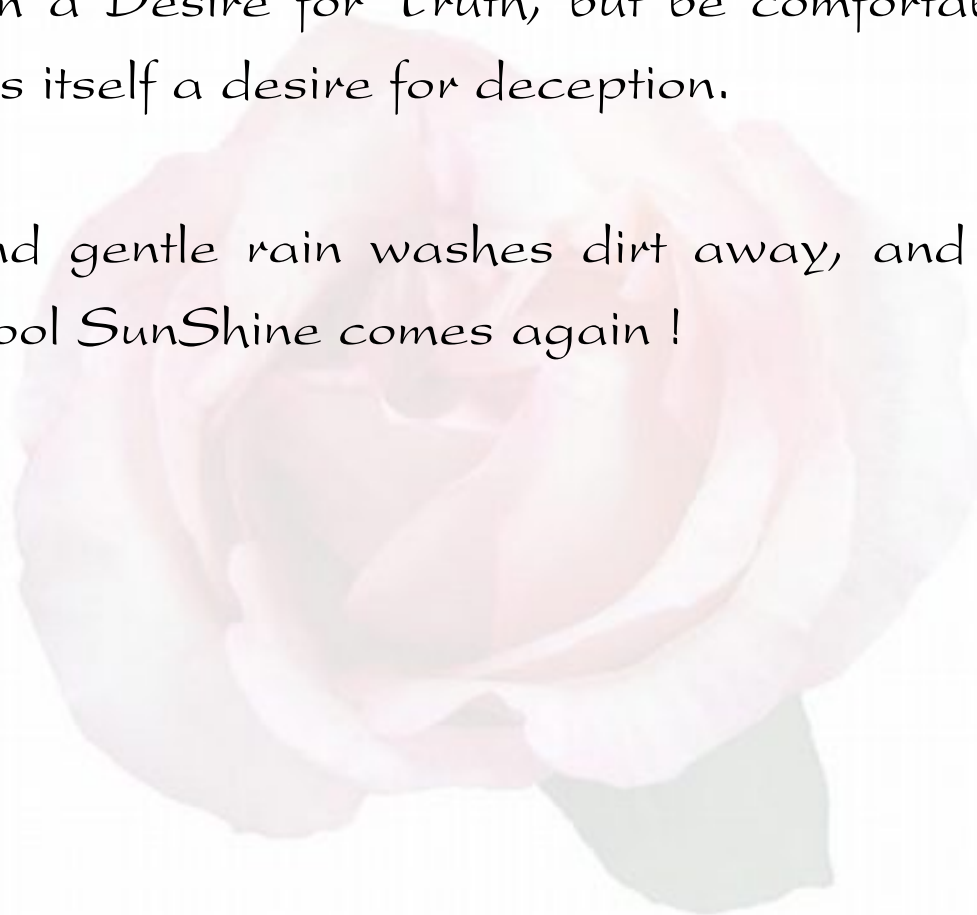 a Desire for Truth, but be
itself a desire for deception.
gentle rain washes dirt away, and
SunShine comes again !